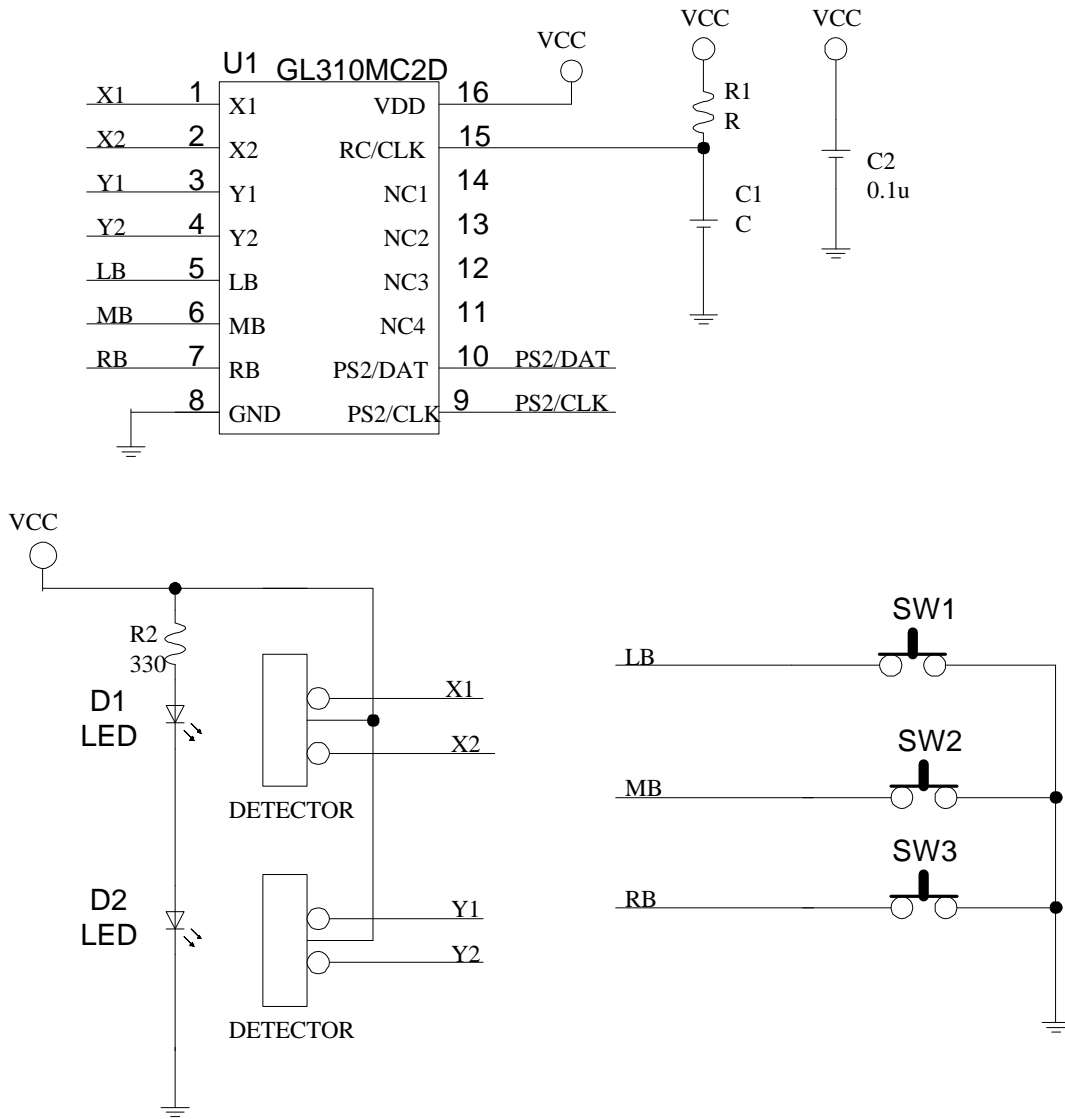 VCC
VCC
VCC
U1
GL310MC2D
X1
1
X1
VDD
16
R1
R
X2
2
X2
RC/CLK
15
C2
0.1u
Y1
3
Y1
NC1
14
C1
C
Y2
4
Y2
NC2
13
LB
5
LB
NC3
12
MB
6
MB
NC4
11
RB
7
RB
PS2/DAT
10
PS2/DAT
8
GND
PS2/CLK
9
PS2/CLK
VCC
R2
330
D1
LED
X1
X2
DETECTOR
D2
LED
Y1
Y2
DETECTOR
SW1
LB
SW2
MB
SW3
RB